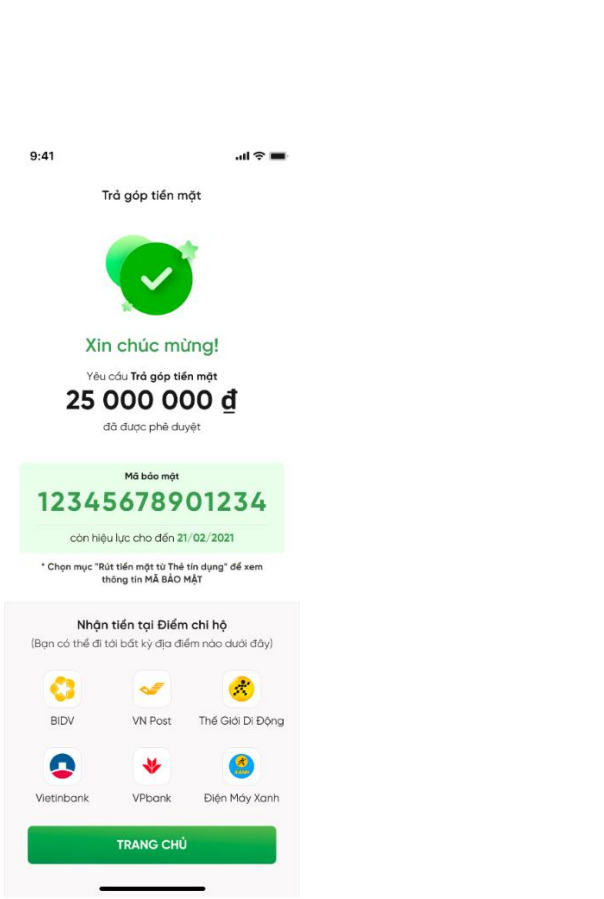 9:41
Trả góp tiền mặt
Xin chúc mừng!
Yêu cầu Trả góp tiền mặt
25 000 000 ₫
đã được phê duyệt
Mã bảo mật
12345678901234
còn hiệu lực cho đến 21/02/2021
* Chọn mục "Rút tiền mặt từ Thẻ
tín dụng" để xem
thông tin MÃ BẢO MẬT
Nhận tiền tại Điểm chi hộ
(Bạn có thể đi tới bất kỳ địa điểm nào dưới đây)
BIDV VN Post Thế Giới Di Động
XANH
Vietinbank VPbank Điện Máy Xanh
TRANG CHỦ